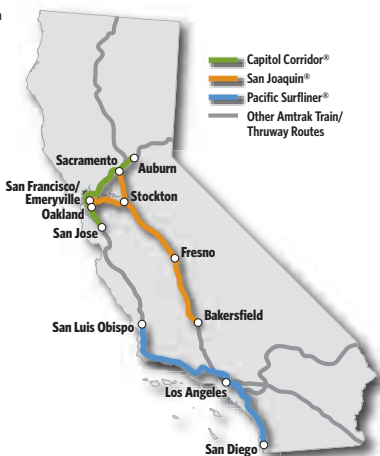 Capitol Corridor®
San Joaquin®
Pacific Surfliner®
Other Amtrak Train/
Thruway Routes
Sacramento
Auburn
San Francisco/
Emeryville
Oakland
Stockton
San Jose
Fresno
San Luis Obispo
Bakersfield
Los Angeles
San Diego